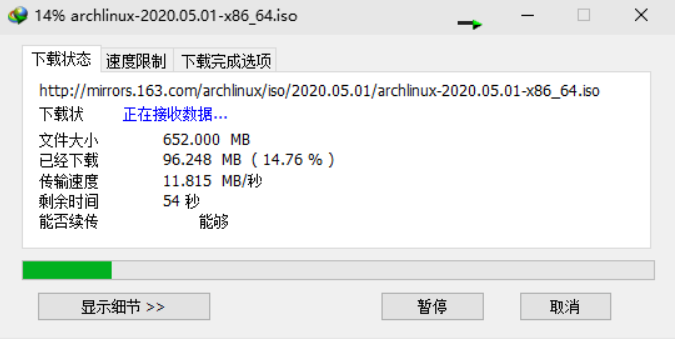 14% archlinux-2020.05.01-x86_64.iso
下载状态 速度限制 下载完成选项
http://mirrors.163.com/archlinux/iso/2020.05.01/archlinux-2020.05.01-x86_64.iso
下载状 正在接收数据...
文件大小 652.000 MB
已经下载 96.248 MB ( 14.76 % )
传输速度 11.815 MB/秒
剩余时间 54 秒
能否续传 能够
显示细节 >> 暂停 取消